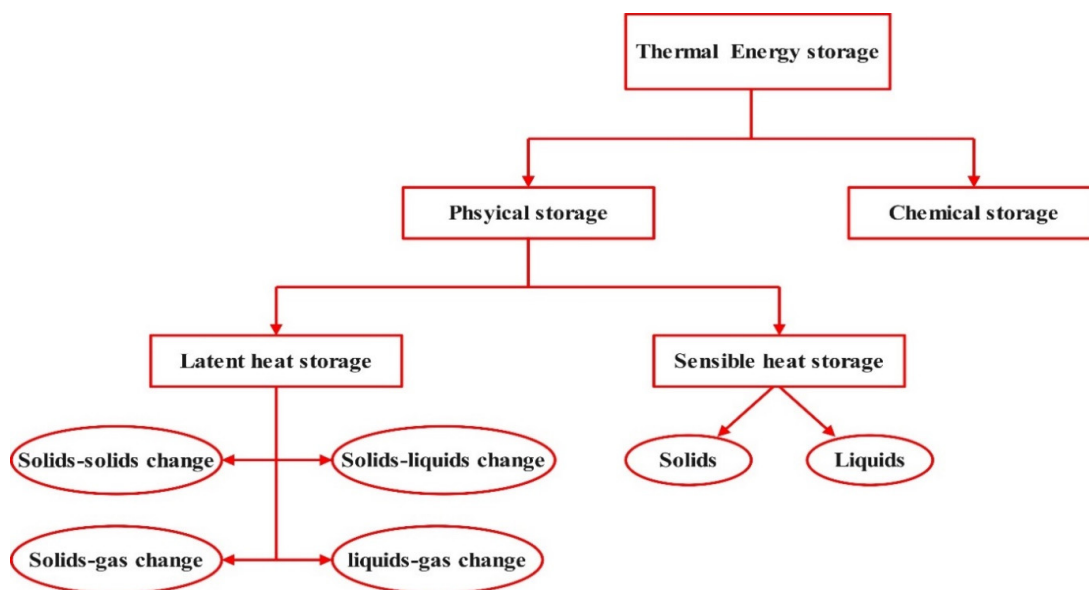 Thermal Energy storage
Phsyical storage
Chemical storage
Latent heat storage
Sensible heat storage
Solids-solids change
Solids-liquids change
Solids
Liquids
Solids-gas change
liquids-gas change